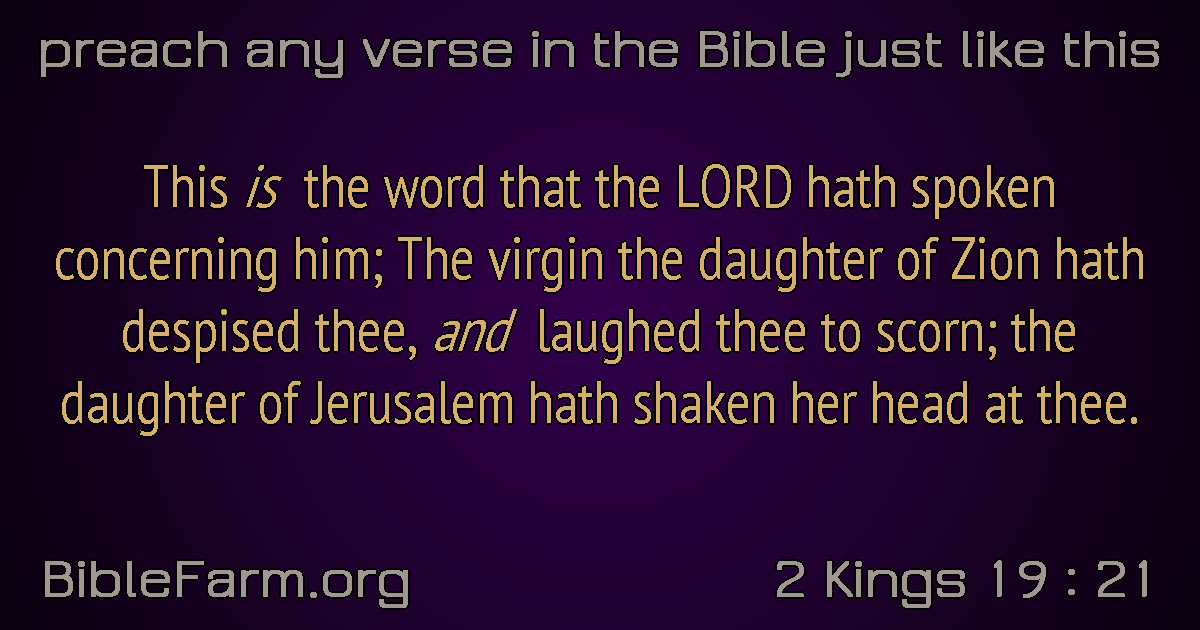 preach any verse in the Bible just like this
This is the word that the LORD hath spoken
concerning him; The virgin the daughter of Zion hath
despised thee, and laughed thee to scorn; the
daughter of Jerusalem hath shaken her head at thee.
BibleFarm.org
2 Kings 19 : 21